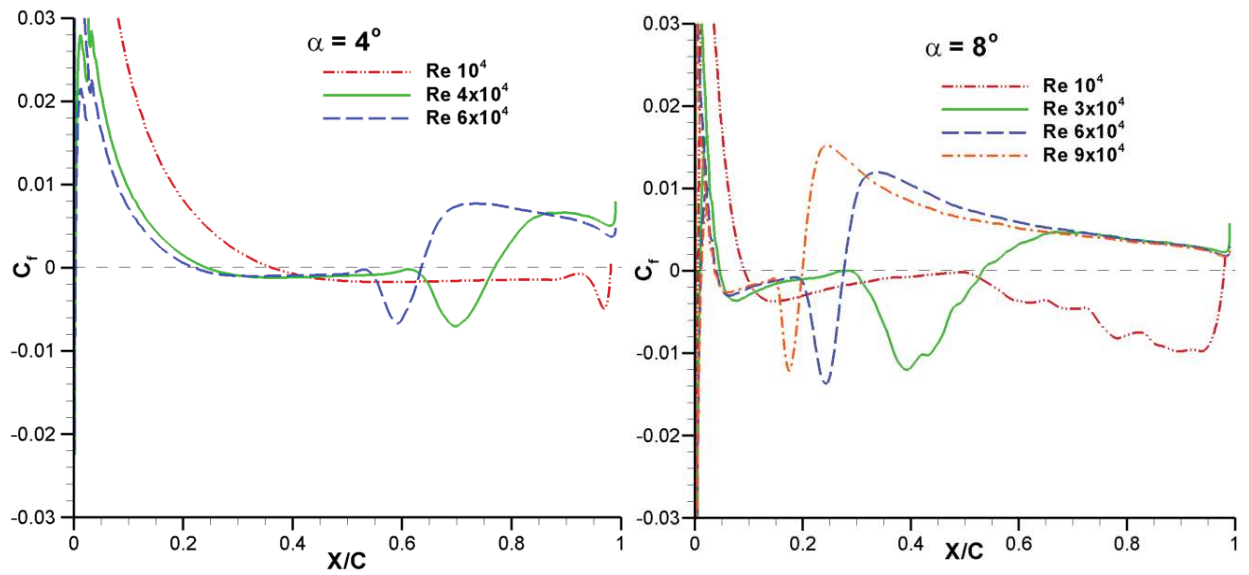 0.03
0.02
0.01
0
-0.01
-0.02
-0.03
C_f
α = 4°
Re 10⁴
Re 4x10⁴
Re 6x10⁴
0 0.2 0.4 0.6 0.8 1
X/C
0.03
0.02
0.01
0
-0.01
-0.02
-0.03
C_f
α = 8°
Re 10⁴
Re 3x10⁴
Re 6x10⁴
Re 9x10⁴
0 0.2 0.4 0.6 0.8 1
X/C